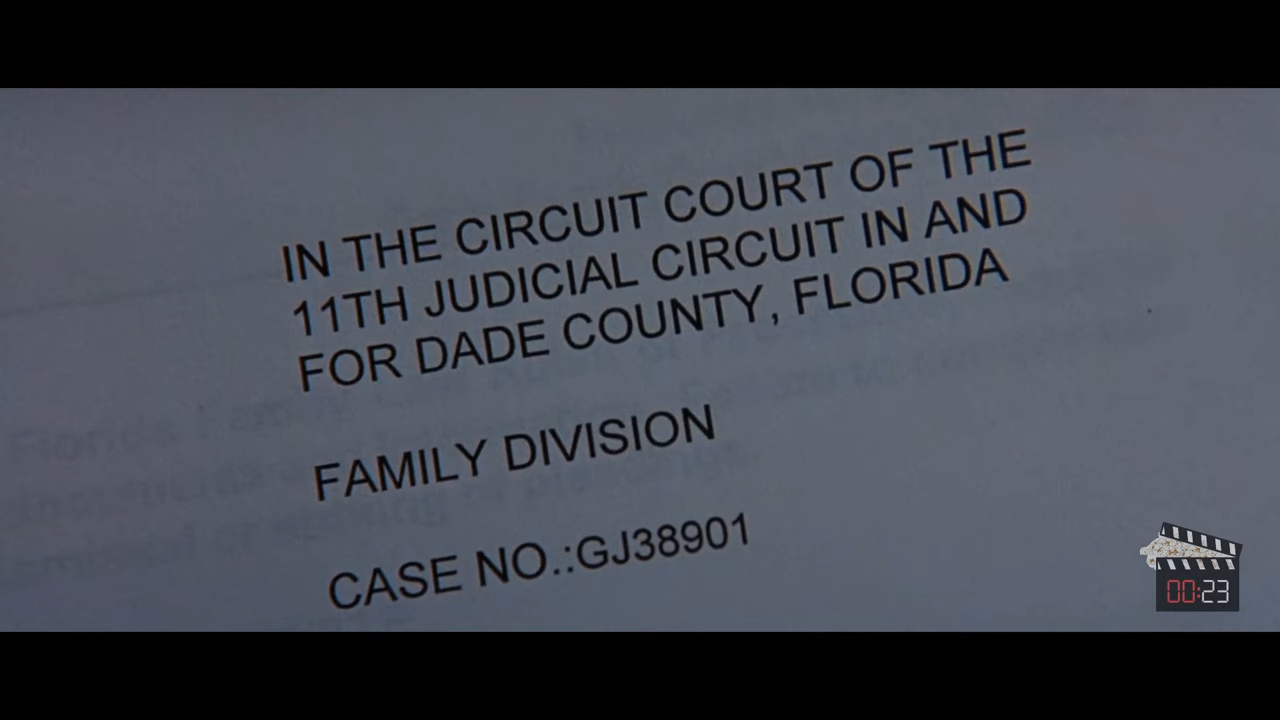 IN THE CIRCUIT COURT OF THE
11TH JUDICIAL CIRCUIT IN AND
FOR DADE COUNTY, FLORIDA
FAMILY DIVISION
CASE NO.:GJ38901
00:23